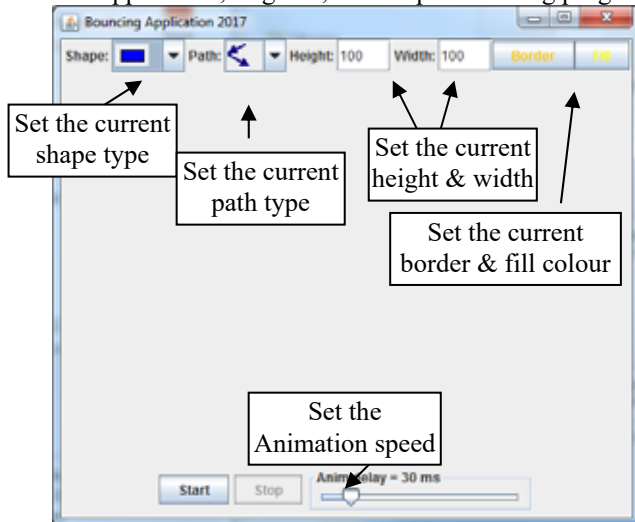 Bouncing Application 2017
Shape: Path: Height: 100 Width: 100 Border Fill
Set the current
shape type
Set the current
path type
Set the current
height & width
Set the current
border & fill colour
Set the
Animation speed
Start Stop
= 30 ms